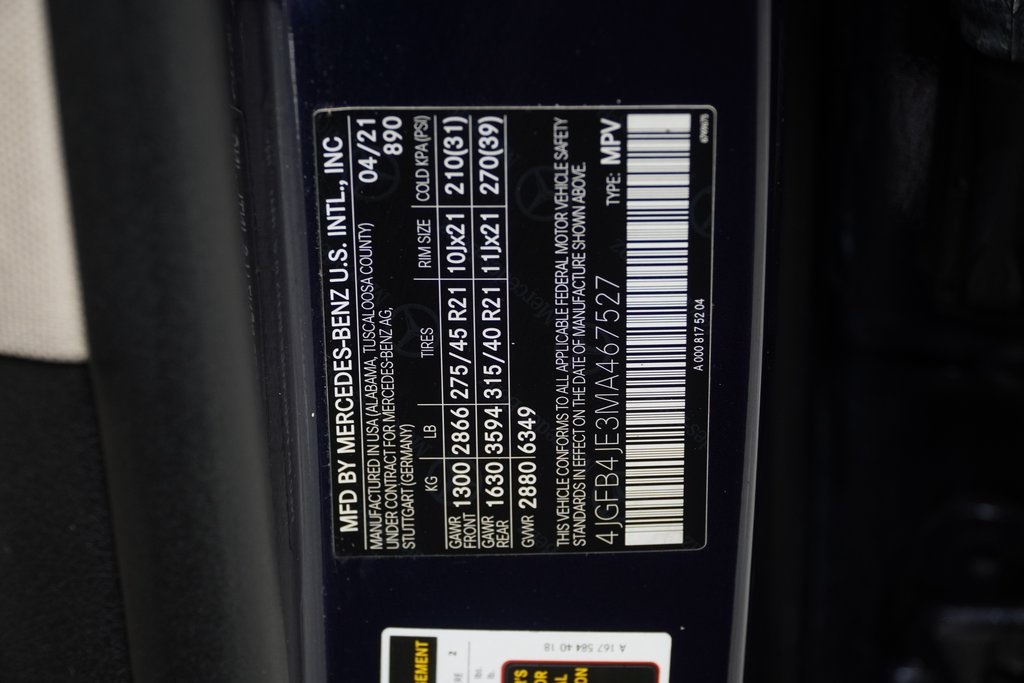 MFD BY MERCEDES-BENZ U.S. INTL., INC
MANUFACTURED IN USA (ALABAMA, TUSCALOOSA COUNTY) 04/21
UNDER CONTRACT FOR MERCEDES-BENZ AG, 890
STUTTGART (GERMANY)
KG LB TIRES RIM SIZE COLD KPA (PSI)
GAWR FRONT 1300 2866 275/45 R21 10Jx21 210(31)
GAWR REAR 1630 3594 315/40 R21 11Jx21 270(39)
GVWR 2880 6349
THIS VEHICLE CONFORMS TO ALL APPLICABLE FEDERAL MOTOR VEHICLE SAFETY
STANDARDS IN EFFECT ON THE DATE OF MANUFACTURE SHOWN ABOVE.
4JGFB4JE3MA467527 TYPE: MPV
A 000 817 52 04
A 167 584 40 18